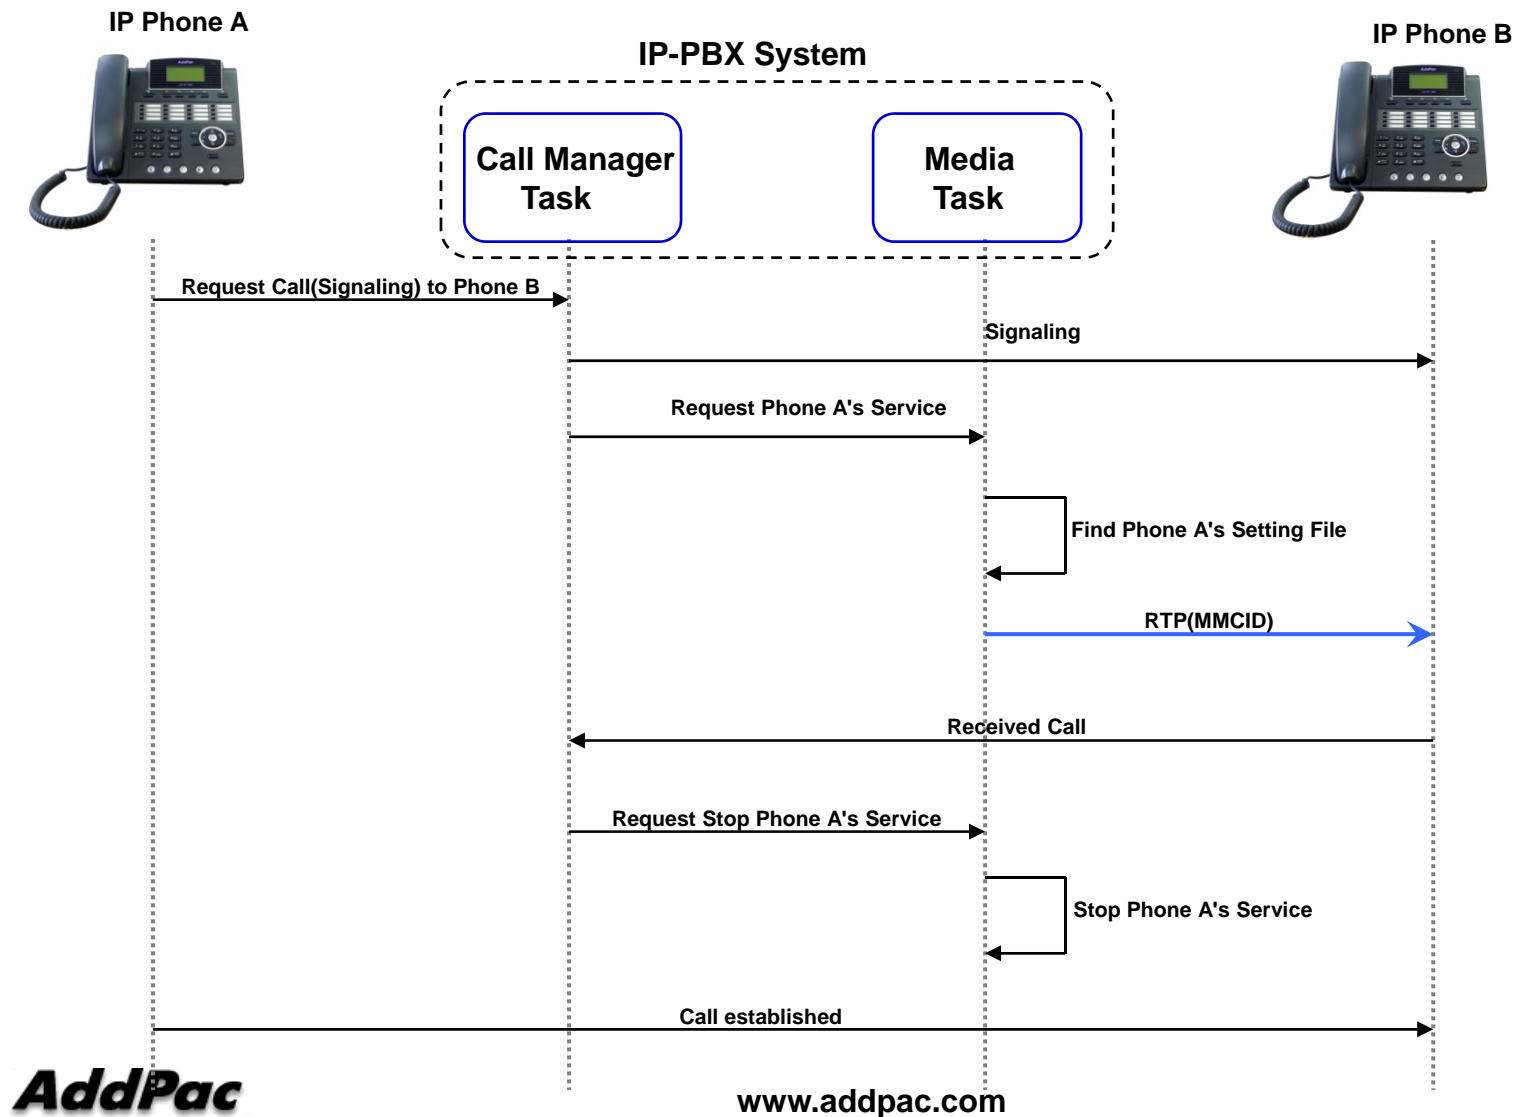 IP Phone A
IP Phone B
IP-PBX System
Call Manager
Task
Media
Task
Request Call(Signaling) to Phone B
Signaling
Request Phone A's Service
Find Phone A's Setting File
RTP(MMCID)
Received Call
Request Stop Phone A's Service
Stop Phone A's Service
Call established
AddPac
www.addpac.com